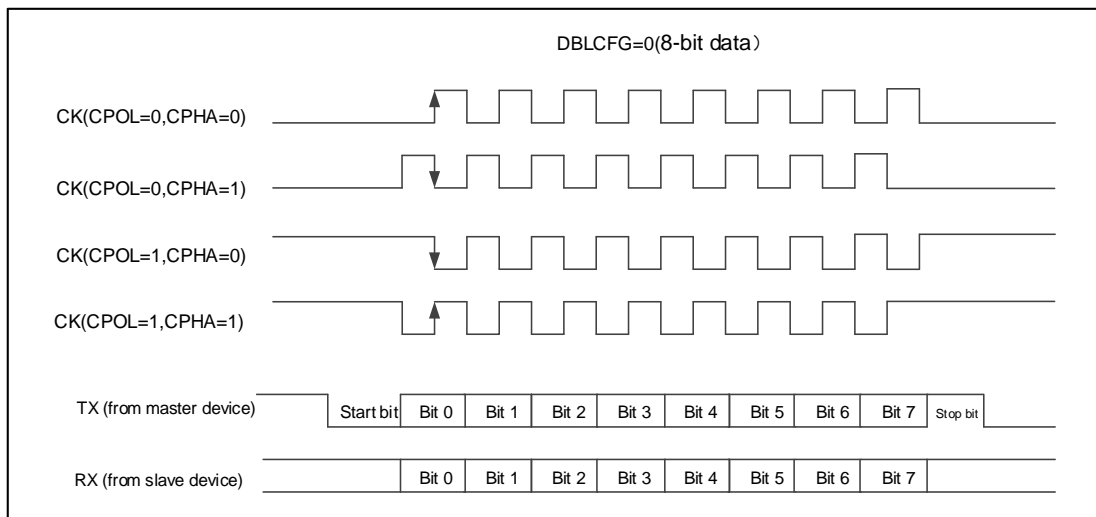 DBLCFG=0(8-bit data）
CK(CPOL=0,CPHA=0)
CK(CPOL=0,CPHA=1)
CK(CPOL=1,CPHA=0)
CK(CPOL=1,CPHA=1)
TX (from master device) Start bit Bit 0 Bit 1 Bit 2 Bit 3 Bit 4 Bit 5 Bit 6 Bit 7 Stop bit
RX (from slave device) Bit 0 Bit 1 Bit 2 Bit 3 Bit 4 Bit 5 Bit 6 Bit 7